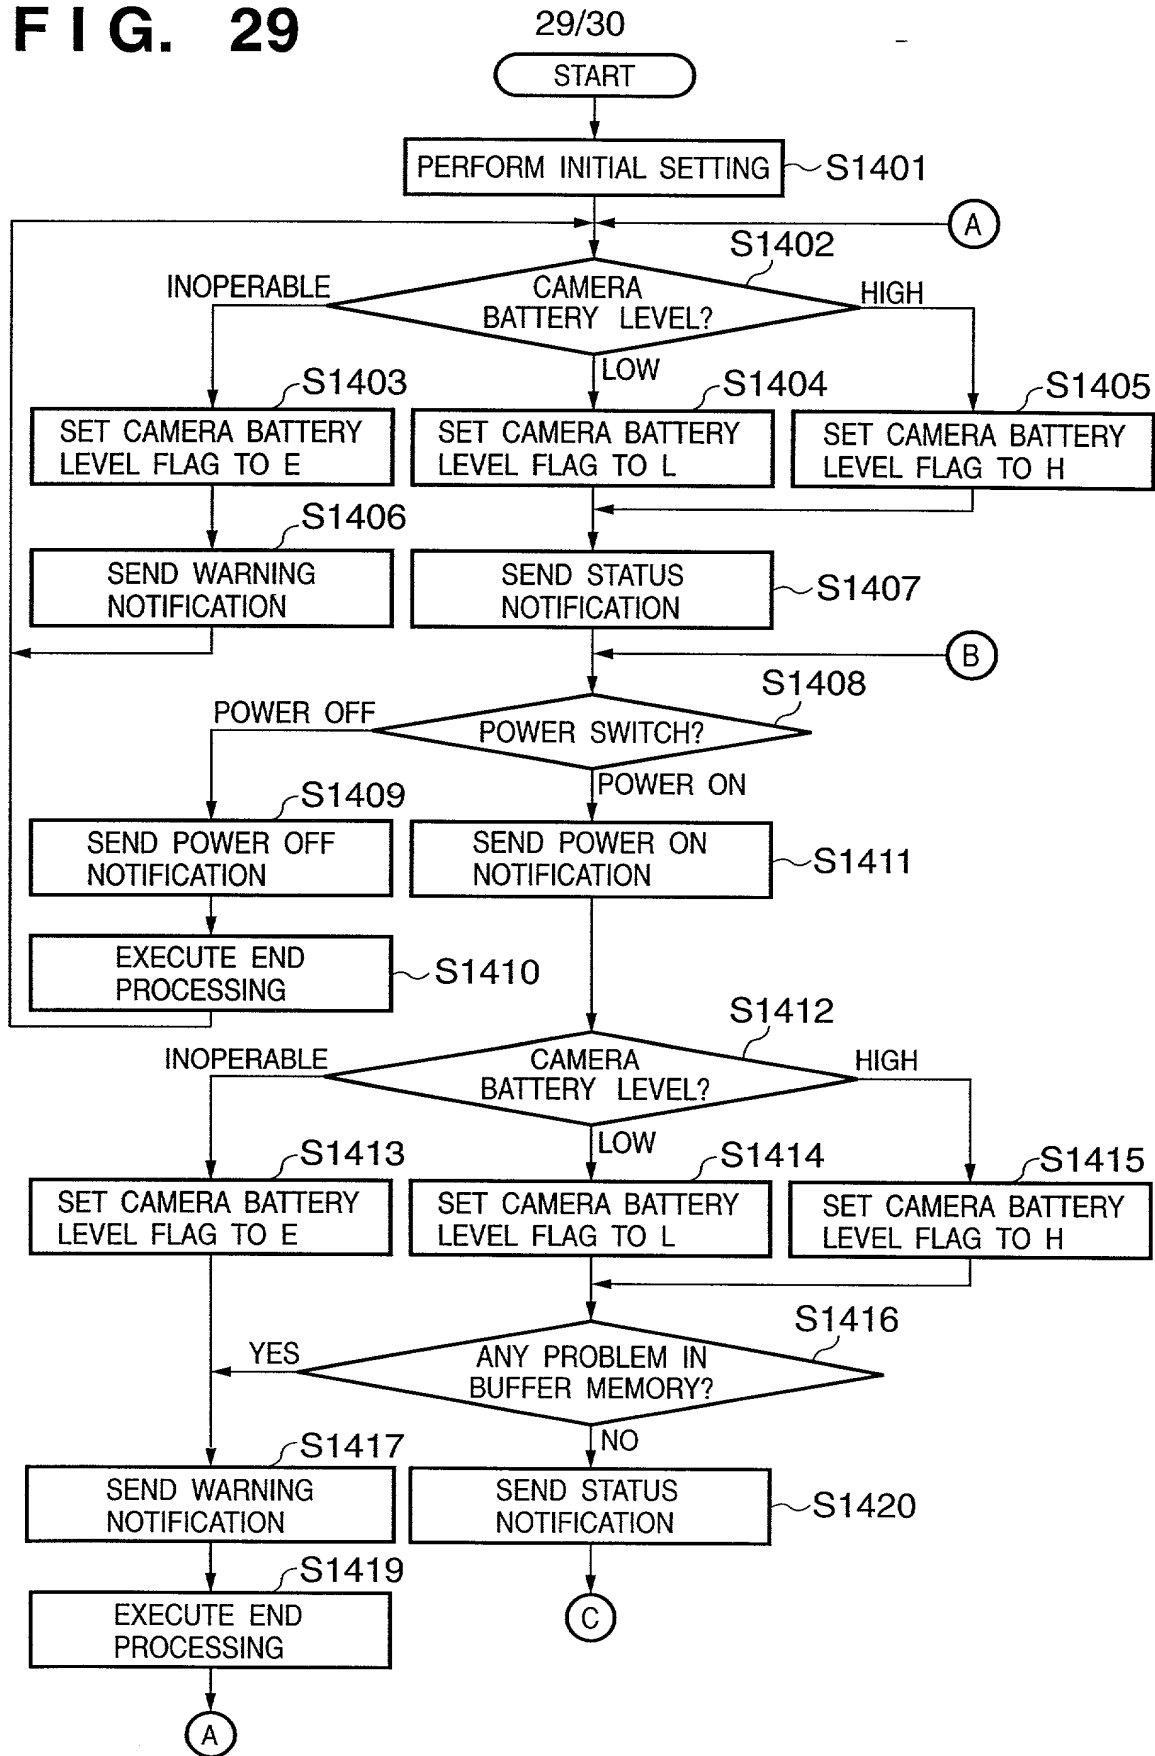 FIG. 29
29/30
START
PERFORM INITIAL SETTING
S1401
A
S1402
INOPERABLE
CAMERA
BATTERY LEVEL?
HIGH
LOW
S1403
SET CAMERA BATTERY
LEVEL FLAG TO E
S1404
SET CAMERA BATTERY
LEVEL FLAG TO L
S1405
SET CAMERA BATTERY
LEVEL FLAG TO H
S1406
SEND WARNING
NOTIFICATION
SEND STATUS
NOTIFICATION
S1407
B
S1408
POWER OFF
POWER SWITCH?
POWER ON
S1409
SEND POWER OFF
NOTIFICATION
SEND POWER ON
NOTIFICATION
S1411
EXECUTE END
PROCESSING
S1410
S1412
INOPERABLE
CAMERA
BATTERY LEVEL?
HIGH
LOW
S1413
SET CAMERA BATTERY
LEVEL FLAG TO E
S1414
SET CAMERA BATTERY
LEVEL FLAG TO L
S1415
SET CAMERA BATTERY
LEVEL FLAG TO H
S1416
YES
ANY PROBLEM IN
BUFFER MEMORY?
NO
S1417
SEND WARNING
NOTIFICATION
SEND STATUS
NOTIFICATION
S1420
S1419
EXECUTE END
PROCESSING
C
A